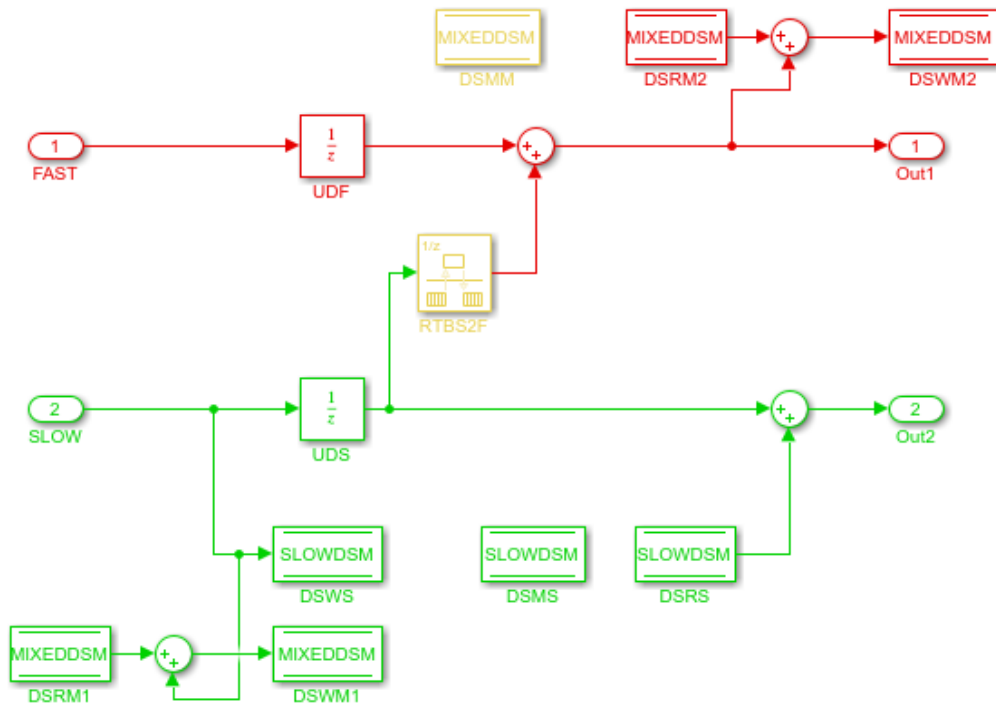 MIXEDDSM
DSMM
MIXEDDSM
DSRM2
+
+
MIXEDDSM
DSWM2
1
FAST
1
z
UDF
+
+
1
Out1
1/z
RTBS2F
2
SLOW
1
z
UDS
+
+
2
Out2
SLOWDSM
DSWS
SLOWDSM
DSMS
SLOWDSM
DSRS
MIXEDDSM
DSRM1
+
+
MIXEDDSM
DSWM1